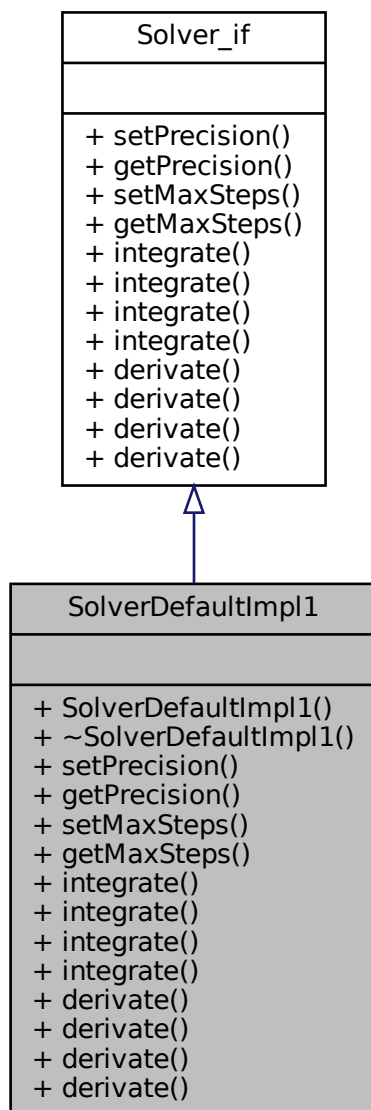 Solver_if
+ setPrecision()
+ getPrecision()
+ setMaxSteps()
+ getMaxSteps()
+ integrate()
+ integrate()
+ integrate()
+ integrate()
+ derivate()
+ derivate()
+ derivate()
+ derivate()
SolverDefaultImpl1
+ SolverDefaultImpl1()
+ ~SolverDefaultImpl1()
+ setPrecision()
+ getPrecision()
+ setMaxSteps()
+ getMaxSteps()
+ integrate()
+ integrate()
+ integrate()
+ integrate()
+ derivate()
+ derivate()
+ derivate()
+ derivate()